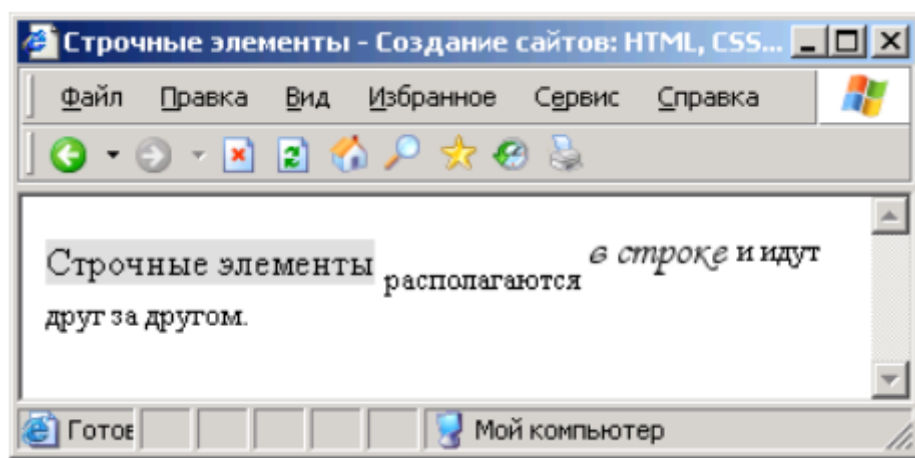 Строчные элементы - Создание сайтов: HTML, CSS...
Файл Правка Вид Избранное Сервис Справка
Строчные элементы располагаются в строке и идут
друг за другом.
Готов Мой компьютер